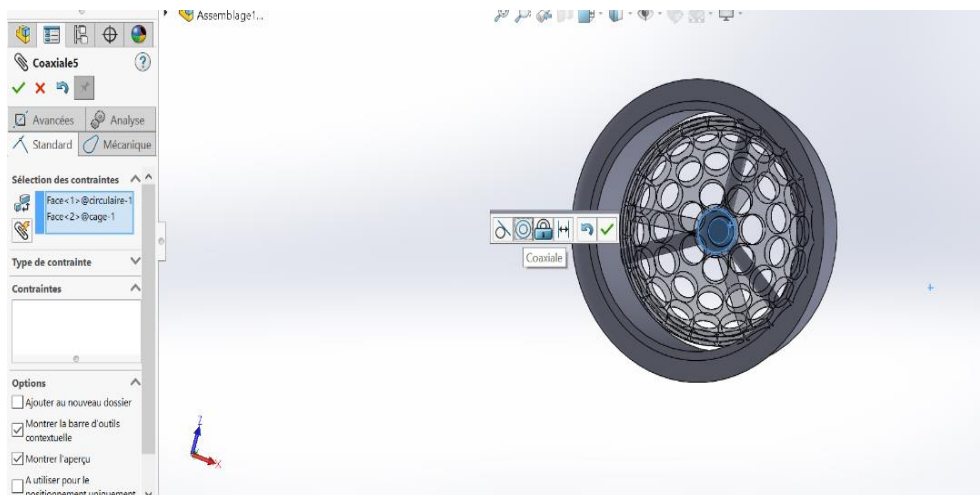 Assemblage1...
Coaxiale5
?
Avancées
Analyse
Standard
Mécanique
Sélection des contraintes
Face<1>@circulaire-1
Face<2>@cage-1
Type de contrainte
Contraintes
Options
Ajouter au nouveau dossier
Montrer la barre d'outils
contextuelle
Montrer l'aperçu
A utiliser pour le
positionnement uniquement
Coaxiale
Z
X